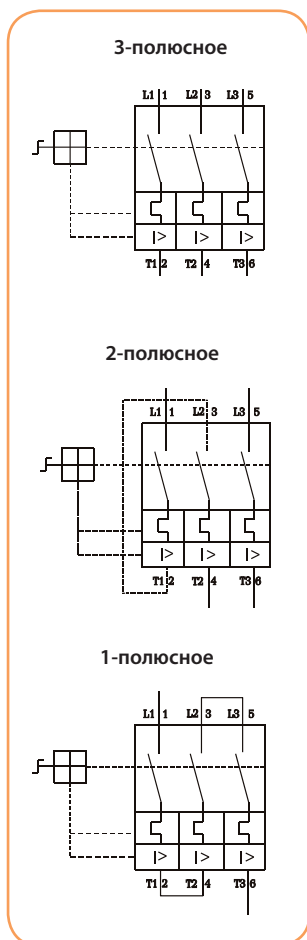 3-полюсное
L1 1 L2 3 L3 5
I> I> I>
T1 2 T2 4 T3 6
2-полюсное
L1 1 L2 3 L3 5
I> I> I>
T1 2 T2 4 T3 6
1-полюсное
L1 1 L2 3 L3 5
I> I> I>
T1 2 T2 4 T3 6